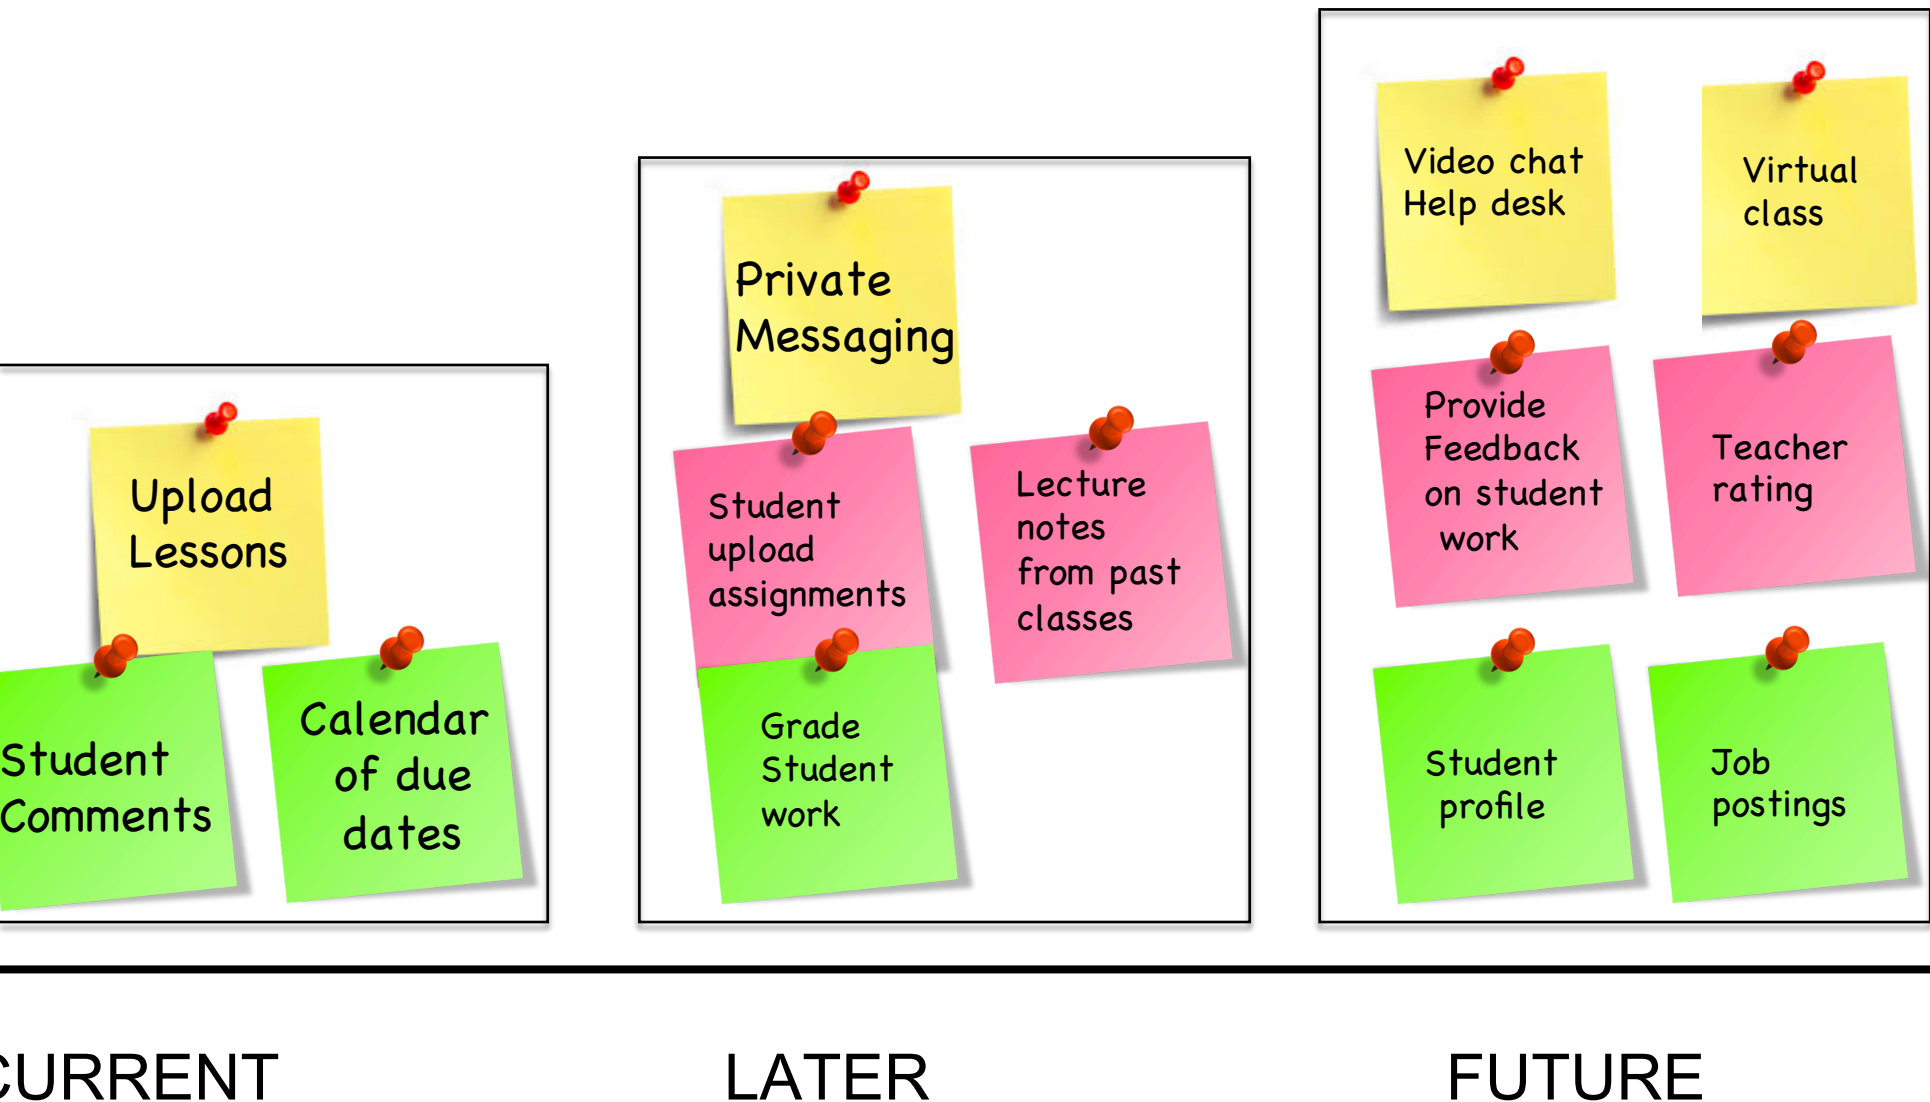 Upload
Lessons
Student
Comments
Calendar
of due
dates
Private
Messaging
Student
upload
assignments
Lecture
notes
from past
classes
Grade
Student
work
Video chat
Help desk
Virtual
class
Provide
Feedback
on student
work
Teacher
rating
Student
profile
Job
postings
CURRENT
LATER
FUTURE